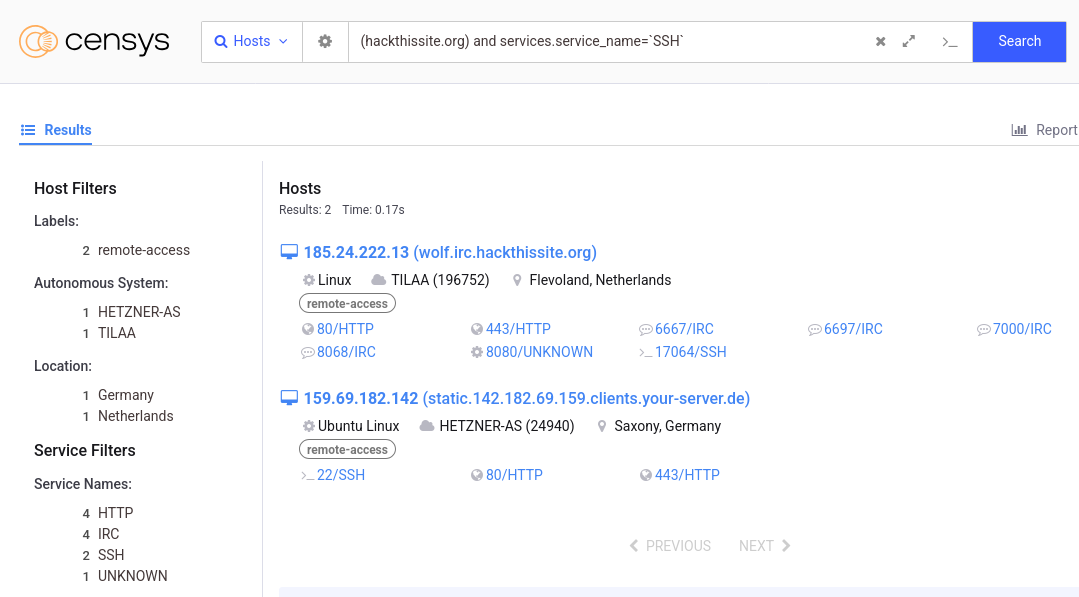 censys
Hosts
(hackthissite.org) and services.service_name=`SSH`
Search
Results
Report
Host Filters
Labels:
2 remote-access
Autonomous System:
1 HETZNER-AS
1 TILAA
Location:
1 Germany
1 Netherlands
Service Filters
Service Names:
4 HTTP
4 IRC
2 SSH
1 UNKNOWN
Hosts
Results: 2 Time: 0.17s
185.24.222.13 (wolf.irc.hackthissite.org)
Linux TILAA (196752) Flevoland, Netherlands
remote-access
80/HTTP 443/HTTP 6667/IRC 6697/IRC 7000/IRC
8068/IRC 8080/UNKNOWN 17064/SSH
159.69.182.142 (static.142.182.69.159.clients.your-server.de)
Ubuntu Linux HETZNER-AS (24940) Saxony, Germany
remote-access
22/SSH 80/HTTP 443/HTTP
PREVIOUS NEXT